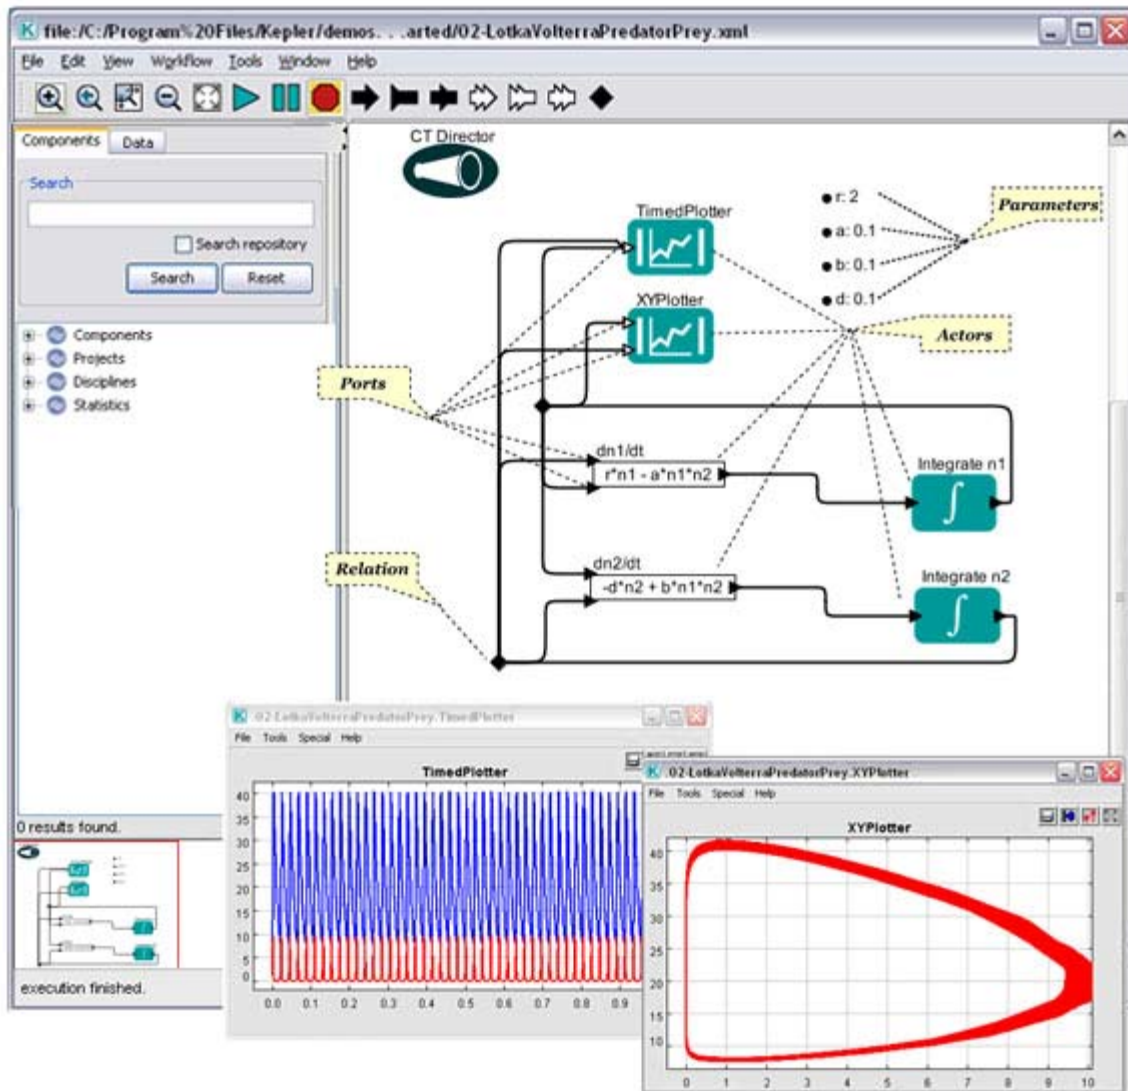 file:/C:/Program%20Files/Kepler/demos. . .arted/02-LotkaVolterraPredatorPrey.xml
File Edit View Workflow Tools Window Help
Components Data
Search
Search repository
Search Reset
Components
Projects
Disciplines
Statistics
0 results found.
execution finished.
CT Director
TimedPlotter
XYPlotter
r: 2
a: 0.1
b: 0.1
d: 0.1
Parameters
Actors
Ports
dn1/dt
r*n1 - a*n1*n2
Integrate n1
∫
Relation
dn2/dt
-d*n2 + b*n1*n2
Integrate n2
∫
.02-LotkaVolterraPredatorPrey.TimedPlotter
File Tools Special Help
TimedPlotter
40
35
30
25
20
15
10
5
0
0.0 0.1 0.2 0.3 0.4 0.5 0.6 0.7 0.8 0.9
.02-LotkaVolterraPredatorPrey.XYPlotter
File Tools Special Help
XYPlotter
40
35
30
25
20
15
10
0 1 2 3 4 5 6 7 8 9 10